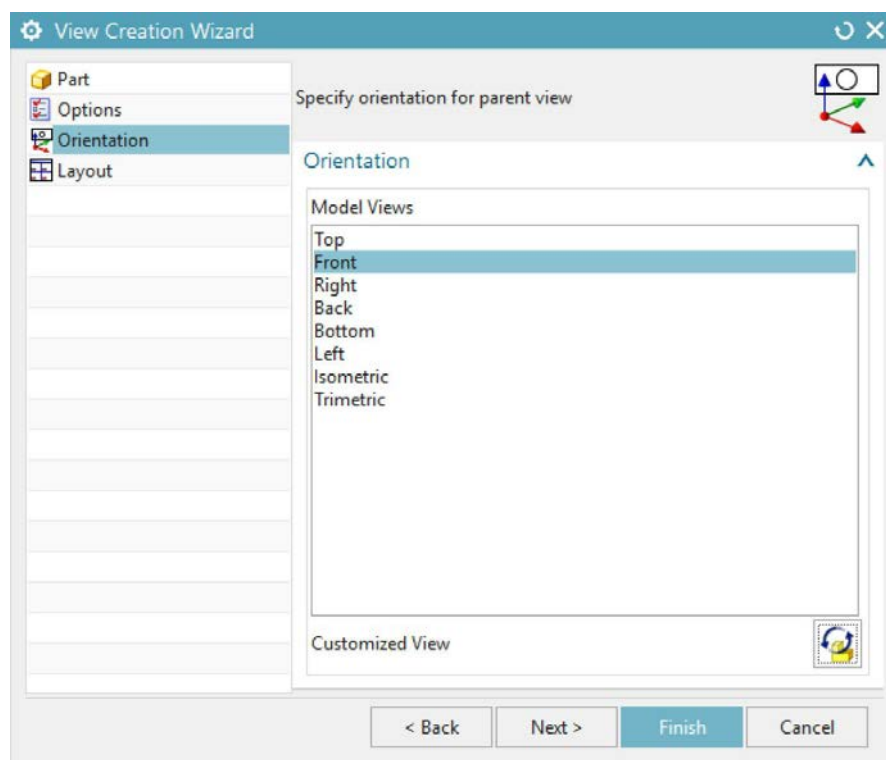 View Creation Wizard
Part
Options
Orientation
Layout
Specify orientation for parent view
Orientation
Model Views
Top
Front
Right
Back
Bottom
Left
Isometric
Trimetric
Customized View
< Back Next > Finish Cancel